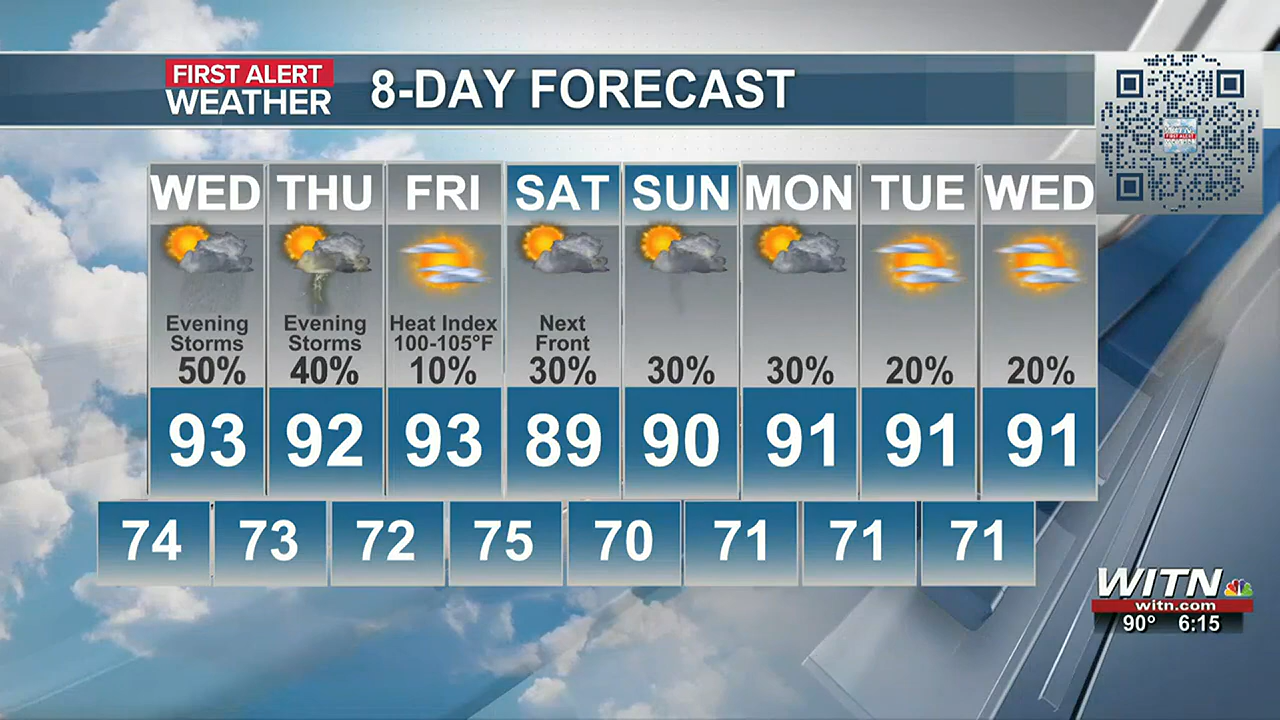 FIRST ALERT
WEATHER
8-DAY FORECAST
WED THU FRI SAT SUN MON TUE WED
Evening Evening Heat Index Next
Storms Storms 100-105°F Front
50% 40% 10% 30% 30% 30% 20% 20%
93 92 93 89 90 91 91 91
74 73 72 75 70 71 71 71
WITN
witn.com
90° 6:15